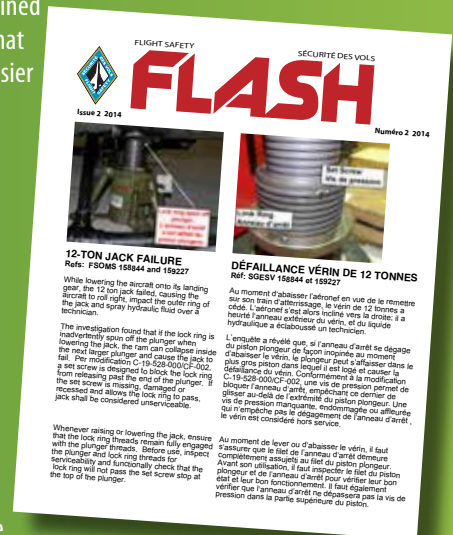 ined
hat
sier
FLIGHT SAFETY
SÉCURITÉ DES VOLS
FLASH
Issue 2 2014
Numéro 2 2014
Lock ring
Set Screw
Vis de pression
Lock Ring
Anneau d'arrêt
12-TON JACK FAILURE
Refs: FSOMS 158844 and 159227
While lowering the aircraft onto its landing
gear, the 12 ton jack failed, causing the
aircraft to roll right, impact the outer ring of
the jack and spray hydraulic fluid over a
technician.
The investigation found that if the lock ring is
inadvertently spun off the plunger when
lowering the jack, the ram can collapse inside
the next larger plunger and cause the jack to
fail. Per modification C-19-528-000/CF-002,
a set screw is designed to block the lock ring
from releasing past the end of the plunger. If
the set screw is missing, damaged or
recessed and allows the lock ring to pass,
jack shall be considered unserviceable.
Whenever raising or lowering the jack, ensure
that the lock ring threads remain fully engaged
with the plunger threads. Before use, inspect
the plunger and lock ring threads for
serviceability and functionally check that the
lock ring will not pass the set screw stop at
the top of the plunger.
DÉFAILLANCE VÉRIN DE 12 TONNES
Réf: SGESV 158844 et 159227
Au moment d'abaisser l'aéronef en vue de le remettre
sur son train d'atterrissage, le vérin de 12 tonnes a
cédé. L'aéronef s'est alors incliné vers la droite; il a
heurté l'anneau extérieur du vérin, et du liquide
hydraulique a éclaboussé un technicien.
L'enquête a révélé que, si l'anneau d'arrêt se dégage
du piston plongeur de façon inopinée au moment
d'abaisser le vérin, le plongeur peut s'affaisser dans le
plus gros piston dans lequel il est logé et causer la
défaillance du vérin. Conformément à la modification
C-19-528-000/CF-002, une vis de pression permet de
bloquer l'anneau d'arrêt, empêchant ce dernier de
glisser au-delà de l'extrémité du piston plongeur. Une
vis de pression manquante, endommagée ou affleurée
qui n'empêche pas le dégagement de l'anneau d'arrêt ,
le vérin est considéré hors service.
Au moment de lever ou d'abaisser le vérin, il faut
s'assurer que le filet de l'anneau d'arrêt demeure
complètement assujetti au filet du piston plongeur.
Avant son utilisation, il faut inspecter le filet du piston
plongeur et de l'anneau d'arrêt pour vérifier leur bon
état et leur bon fonctionnement. Il faut également
vérifier que l'anneau d'arrêt ne dépassera pas la vis de
pression dans la partie supérieure du piston.
e